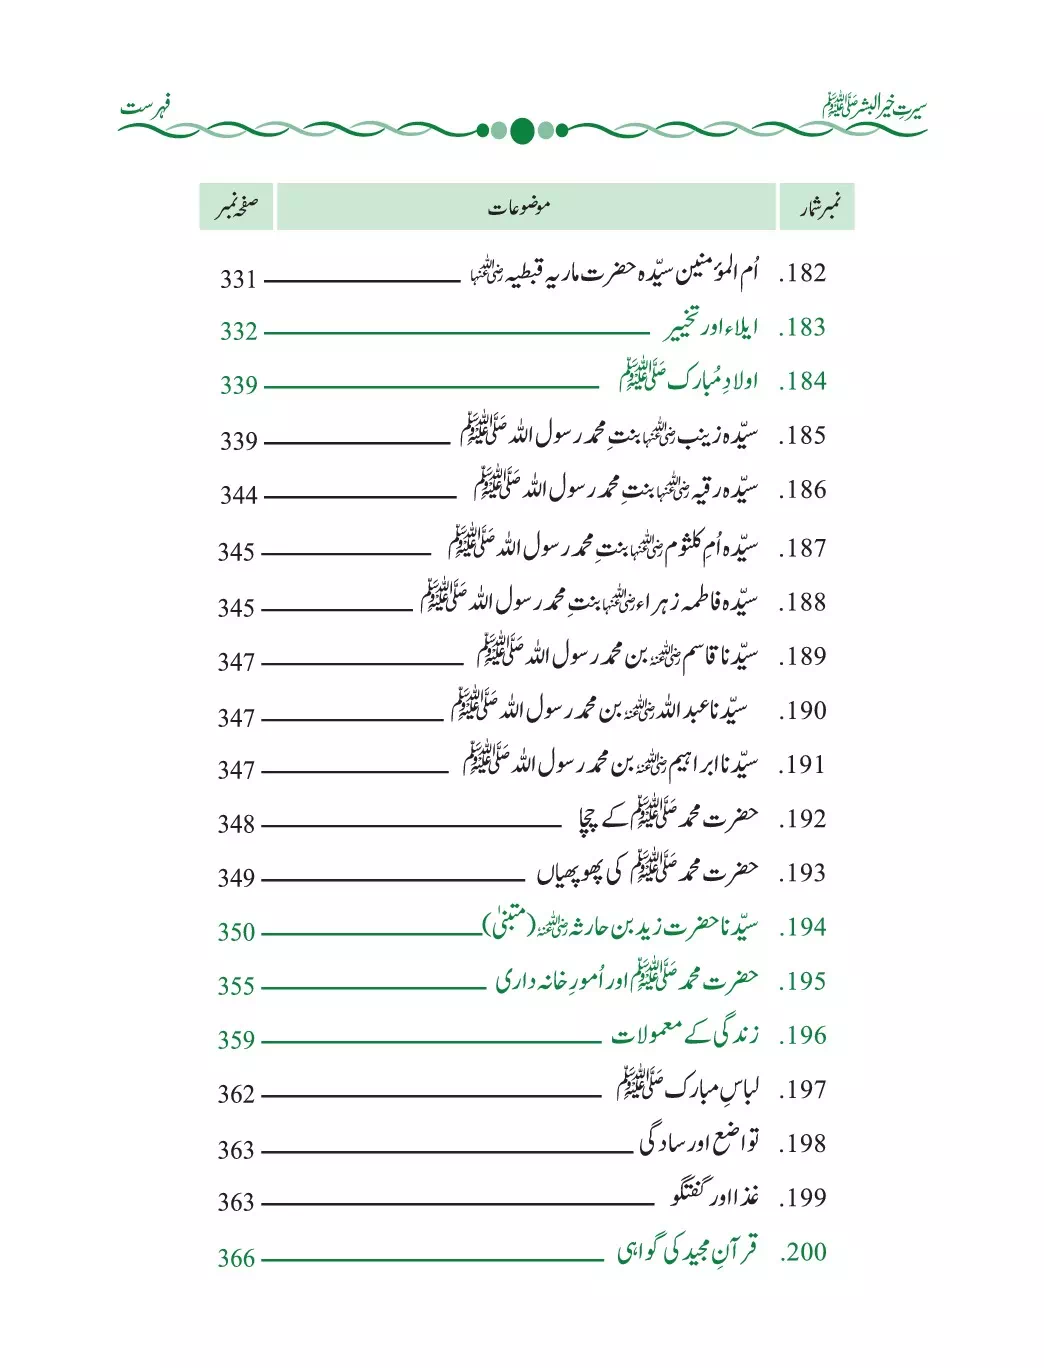 سیرتِ خیر البشر ﷺ فہرست
نمبر شمار موضوعات صفحہ نمبر
182. اُم المؤمنین سیّدہ حضرت ماریہ قبطیہ رضی اللہ عنہا 331
183. ایلاء اور تخییر 332
184. اولادِ مُبارک ﷺ 339
185. سیّدہ زینب رضی اللہ عنہا بنتِ محمد رسول اللہ ﷺ 339
186. سیّدہ رقیہ رضی اللہ عنہا بنتِ محمد رسول اللہ ﷺ 344
187. سیّدہ اُمِ کلثوم رضی اللہ عنہا بنتِ محمد رسول اللہ ﷺ 345
188. سیّدہ فاطمہ زہراء رضی اللہ عنہا بنتِ محمد رسول اللہ ﷺ 345
189. سیّدنا قاسم رضی اللہ عنہ بن محمد رسول اللہ ﷺ 347
190. سیّدنا عبد اللہ رضی اللہ عنہ بن محمد رسول اللہ ﷺ 347
191. سیّدنا ابراہیم رضی اللہ عنہ بن محمد رسول اللہ ﷺ 347
192. حضرت محمد ﷺ کے چچا 348
193. حضرت محمد ﷺ کی پھوپھیاں 349
194. سیّدنا حضرت زید بن حارثہ رضی اللہ عنہ (متبنیٰ) 350
195. حضرت محمد ﷺ اور اُمورِ خانہ داری 355
196. زندگی کے معمولات 359
197. لباسِ مبارک ﷺ 362
198. تواضع اور سادگی 363
199. غذا اور گفتگو 363
200. قرآنِ مجید کی گواہی 366